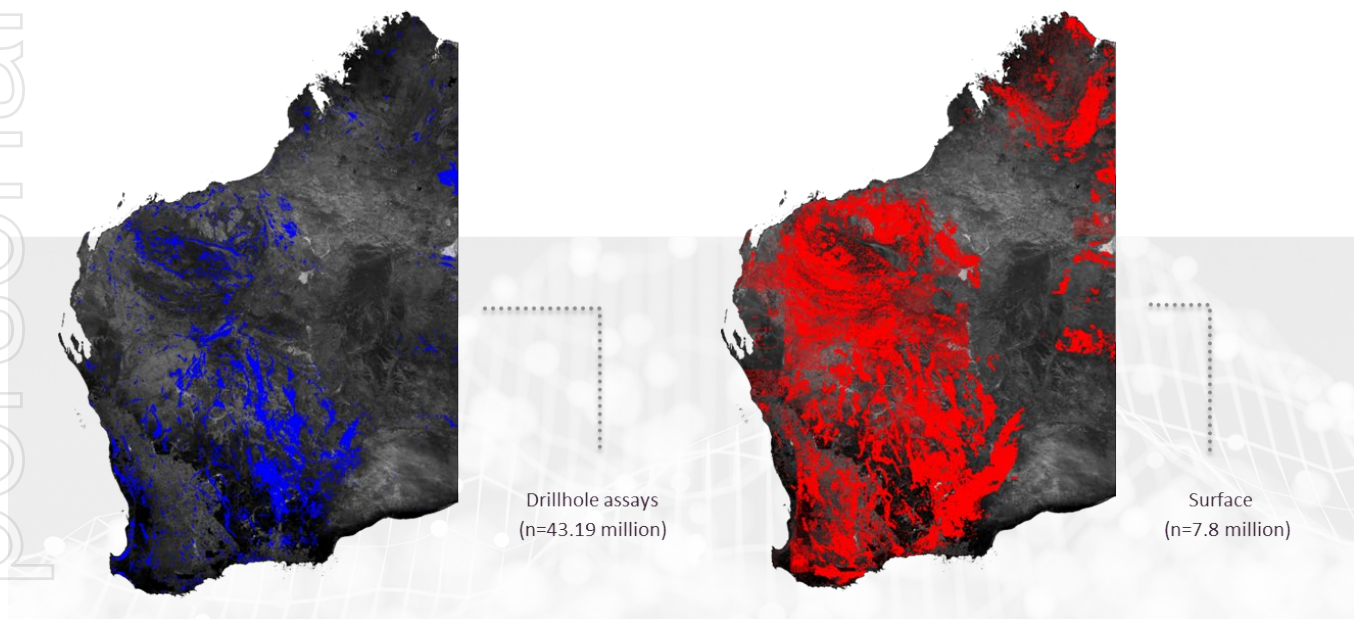 Drillhole assays
(n=43.19 million)
Surface
(n=7.8 million)